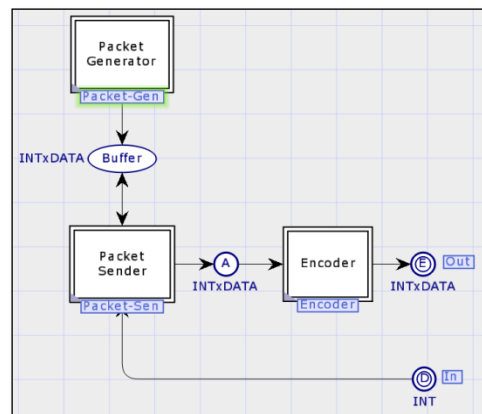 Packet
Generator
Packet-Gen
INTxDATA
Buffer
Packet
Sender
Packet-Sen
A
INTxDATA
Encoder
Encoder
E
Out
INTxDATA
D
In
INT